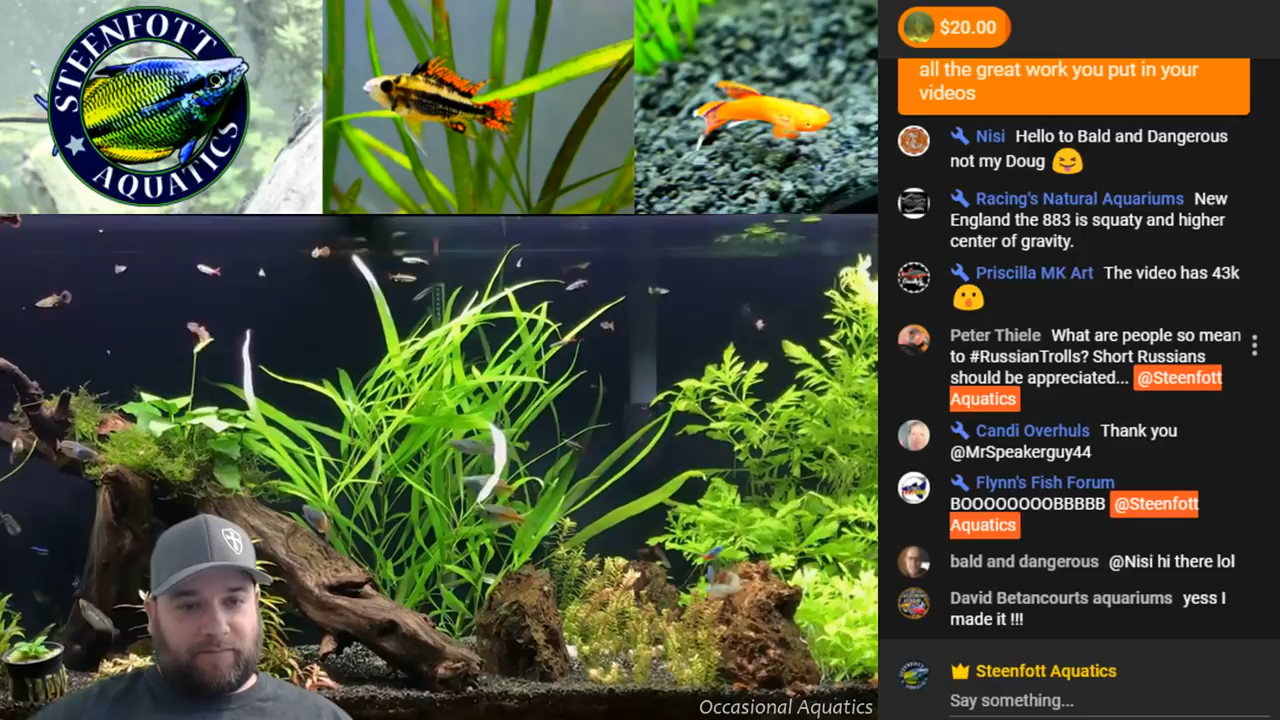 STEENFOTT
AQUATICS
$20.00
all the great work you put in your
videos
Nisi Hello to Bald and Dangerous
not my Doug
Racing's Natural Aquariums New
England the 883 is squaty and higher
center of gravity.
Priscilla MK Art The video has 43k
Peter Thiele What are people so mean
to #RussianTrolls? Short Russians
should be appreciated... @Steenfott
Aquatics
Candi Overhuls Thank you
@MrSpeakerguy44
Flynn's Fish Forum
BOOOOOOOOBBBBB @Steenfott
Aquatics
bald and dangerous @Nisi hi there lol
David Betancourts aquariums yess I
made it !!!
Steenfott Aquatics
Say something...
Occasional Aquatics